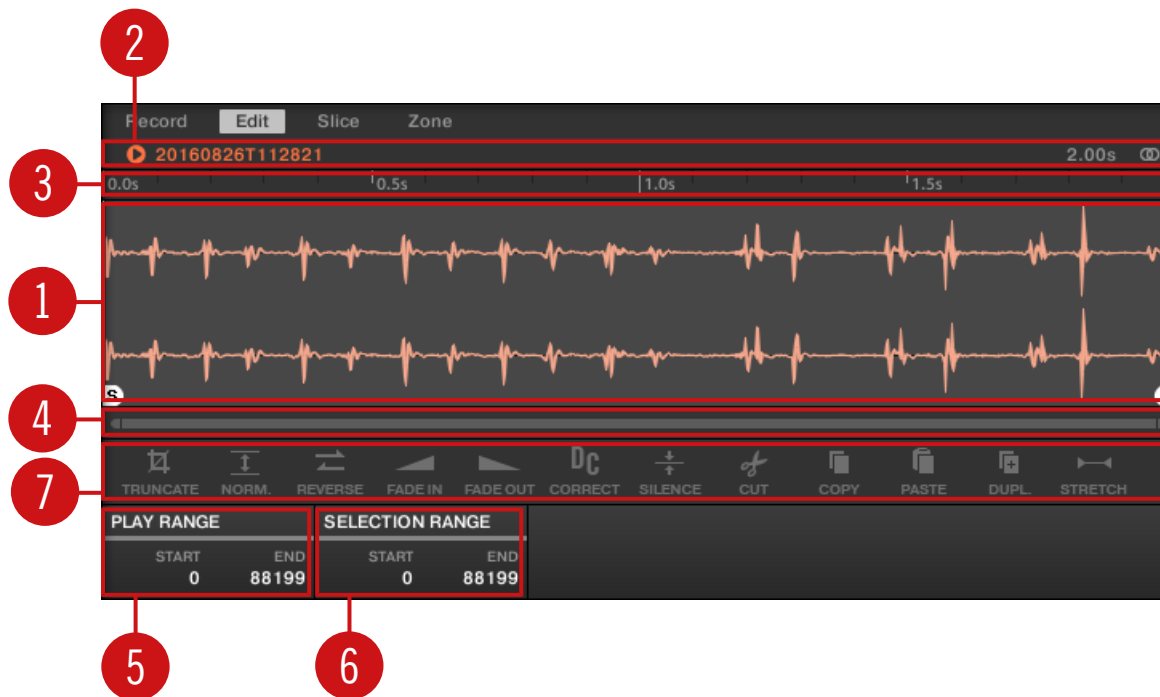 2
Record Edit Slice Zone
20160826T112821 2.00s
3
0.0s 0.5s 1.0s 1.5s
1
S
4
7
TRUNCATE NORM. REVERSE FADE IN FADE OUT DC CORRECT SILENCE CUT COPY PASTE DUPL. STRETCH
PLAY RANGE SELECTION RANGE
START END START END
0 88199 0 88199
5 6